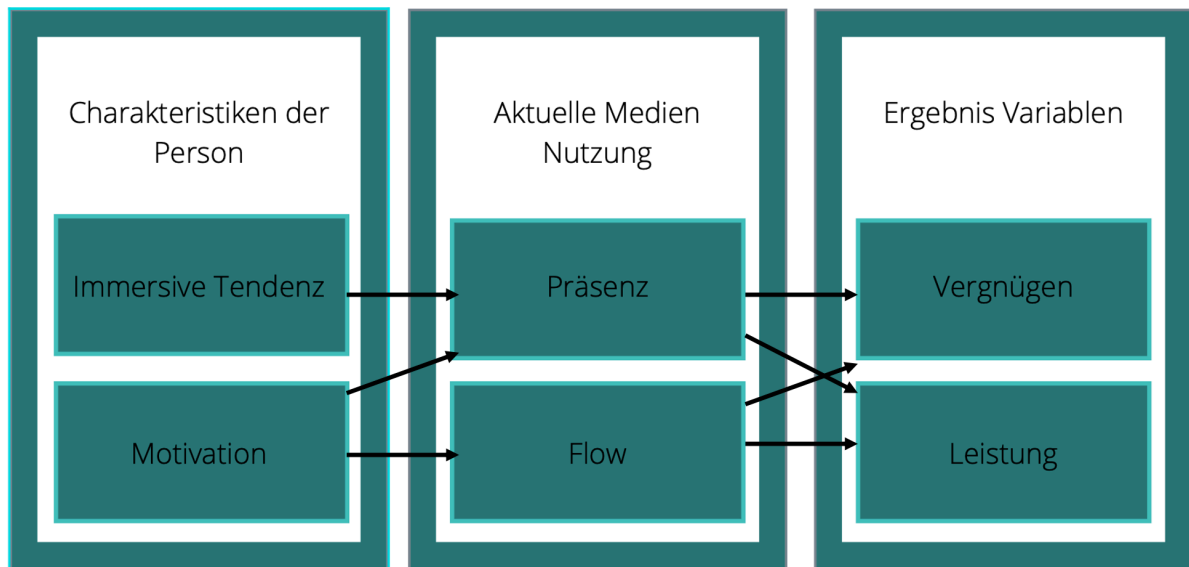 Charakteristiken der
Person
Immersive Tendenz
Motivation
Aktuelle Medien
Nutzung
Präsenz
Flow
Ergebnis Variablen
Vergnügen
Leistung